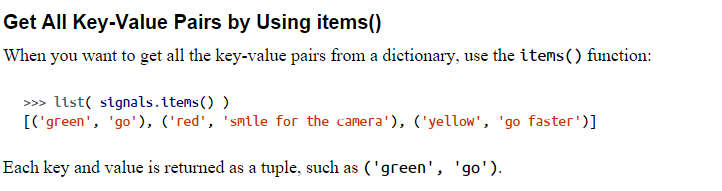 Get All Key-Value Pairs by Using items()
When you want to get all the key-value pairs from a dictionary, use the items() function:
>>> list( signals.items() )
[('green', 'go'), ('red', 'smile for the camera'), ('yellow', 'go faster')]
Each key and value is returned as a tuple, such as ('green', 'go').